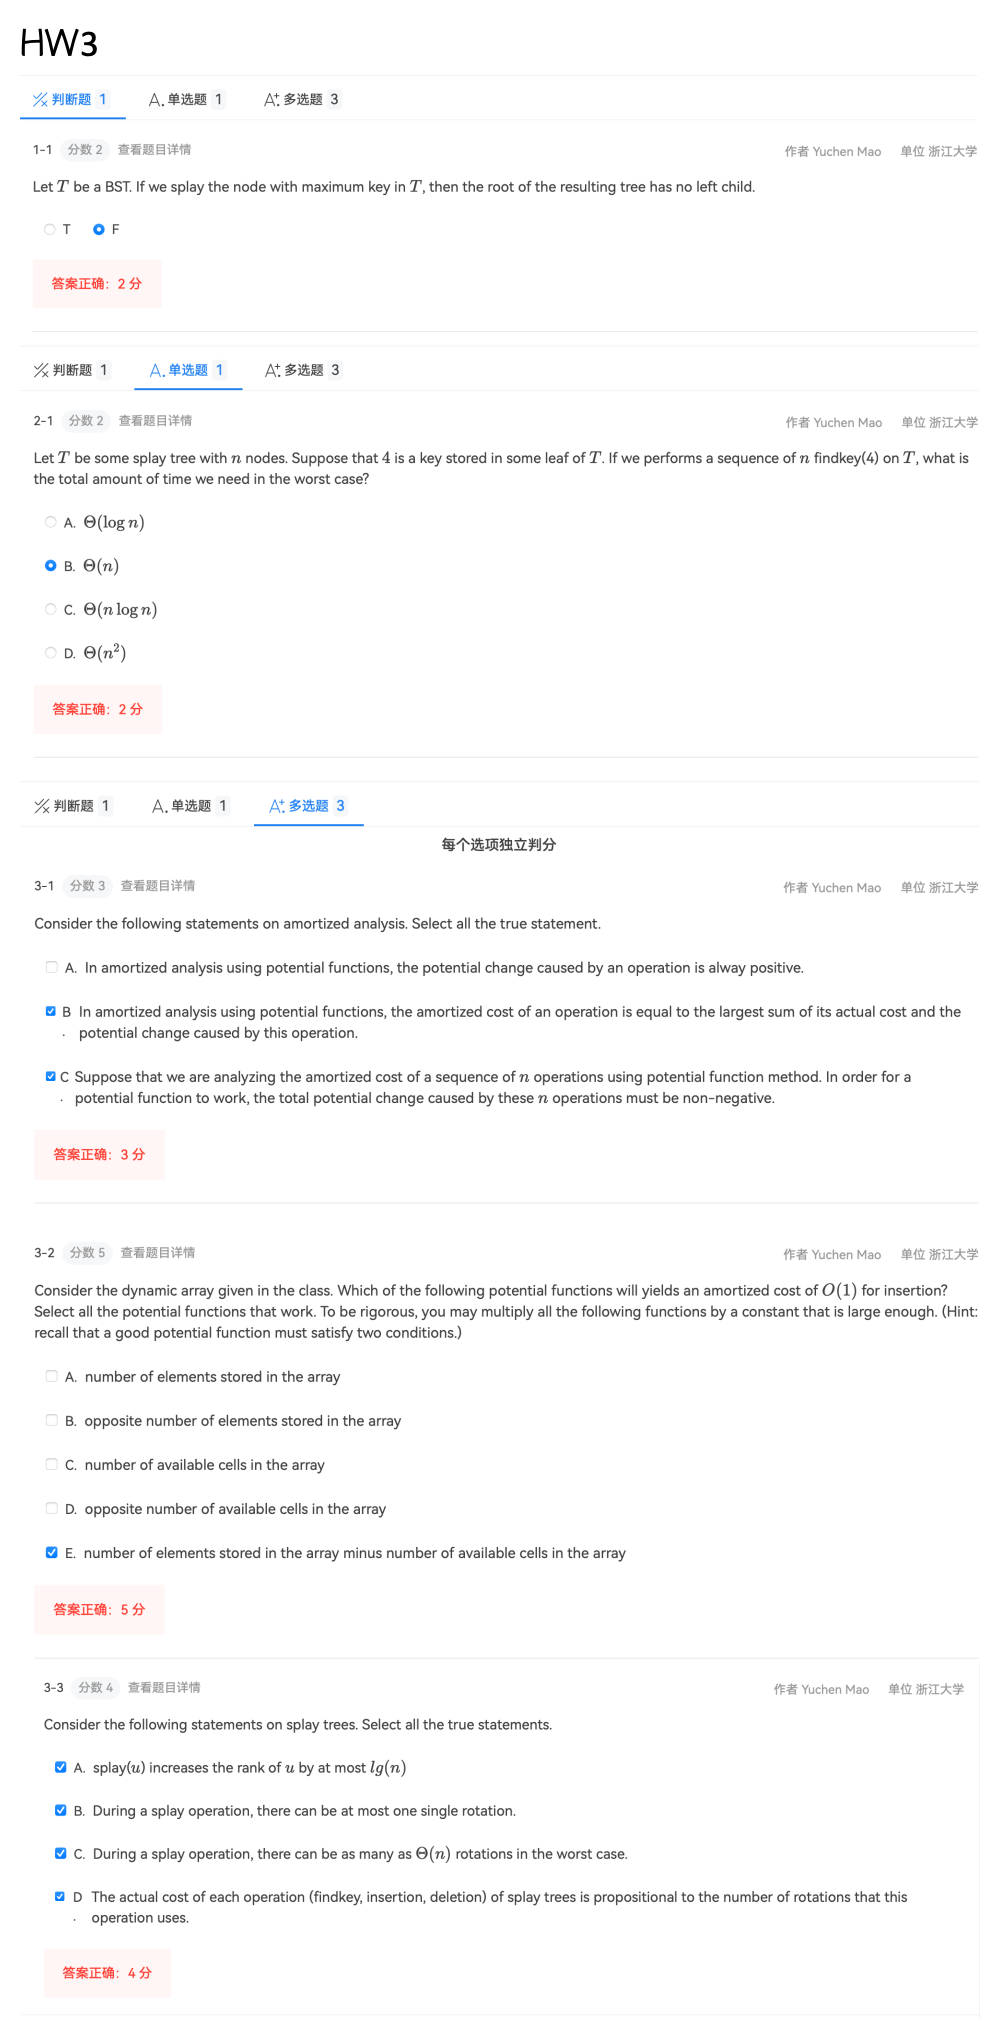 HW3
判断题 1 A. 单选题 1 A+. 多选题 3
1-1 分数 2 查看题目详情 作者 Yuchen Mao 单位 浙江大学
Let T be a BST. If we splay the node with maximum key in T, then the root of the resulting tree has no left child.
T F
答案正确：2 分
判断题 1 A. 单选题 1 A+. 多选题 3
2-1 分数 2 查看题目详情 作者 Yuchen Mao 单位 浙江大学
Let T be some splay tree with n nodes. Suppose that 4 is a key stored in some leaf of T. If we performs a sequence of n findkey(4) on T, what is
the total amount of time we need in the worst case?
A. Θ(log n)
B. Θ(n)
C. Θ(n log n)
D. Θ(n²)
答案正确：2 分
判断题 1 A. 单选题 1 A+. 多选题 3
每个选项独立判分
3-1 分数 3 查看题目详情 作者 Yuchen Mao 单位 浙江大学
Consider the following statements on amortized analysis. Select all the true statement.
A. In amortized analysis using potential functions, the potential change caused by an operation is alway positive.
B In amortized analysis using potential functions, the amortized cost of an operation is equal to the largest sum of its actual cost and the
. potential change caused by this operation.
C Suppose that we are analyzing the amortized cost of a sequence of n operations using potential function method. In order for a
. potential function to work, the total potential change caused by these n operations must be non-negative.
答案正确：3 分
3-2 分数 5 查看题目详情 作者 Yuchen Mao 单位 浙江大学
Consider the dynamic array given in the class. Which of the following potential functions will yields an amortized cost of O(1) for insertion?
Select all the potential functions that work. To be rigorous, you may multiply all the following functions by a constant that is large enough. (Hint:
recall that a good potential function must satisfy two conditions.)
A. number of elements stored in the array
B. opposite number of elements stored in the array
C. number of available cells in the array
D. opposite number of available cells in the array
E. number of elements stored in the array minus number of available cells in the array
答案正确：5 分
3-3 分数 4 查看题目详情 作者 Yuchen Mao 单位 浙江大学
Consider the following statements on splay trees. Select all the true statements.
A. splay(u) increases the rank of u by at most lg(n)
B. During a splay operation, there can be at most one single rotation.
C. During a splay operation, there can be as many as Θ(n) rotations in the worst case.
D The actual cost of each operation (findkey, insertion, deletion) of splay trees is propositional to the number of rotations that this
. operation uses.
答案正确：4 分